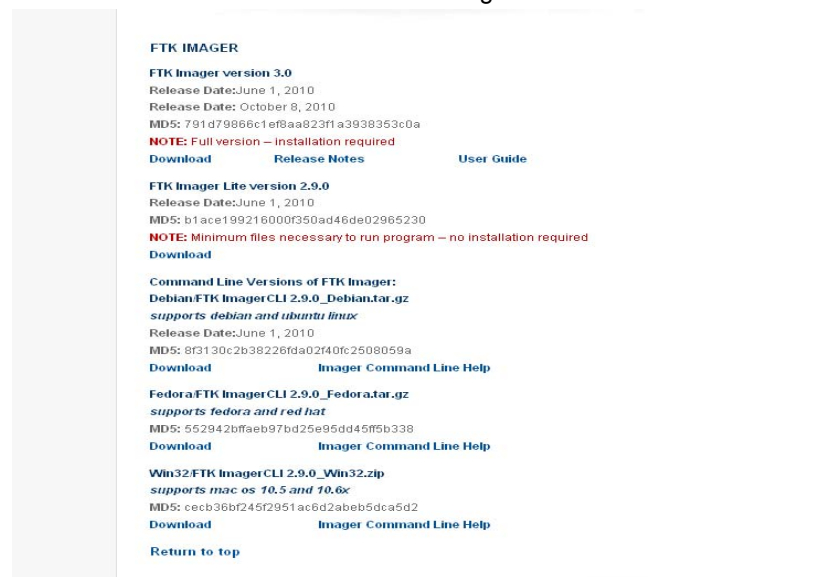 FTK IMAGER
FTK Imager version 3.0
Release Date:June 1, 2010
Release Date: October 8, 2010
MD5: 791d79866c1ef8aa823f1a3938353c0a
NOTE: Full version – installation required
Download Release Notes User Guide
FTK Imager Lite version 2.9.0
Release Date:June 1, 2010
MD5: b1ace199216000f350ad46de02965230
NOTE: Minimum files necessary to run program – no installation required
Download
Command Line Versions of FTK Imager:
Debian/FTK ImagerCLI 2.9.0_Debian.tar.gz
supports debian and ubuntu linux
Release Date:June 1, 2010
MD5: 8f3130c2b38226fda02f40fc2508059a
Download Imager Command Line Help
Fedora/FTK ImagerCLI 2.9.0_Fedora.tar.gz
supports fedora and red hat
MD5: 552942bffaeb97bd25e95dd45ff5b338
Download Imager Command Line Help
Win32/FTK ImagerCLI 2.9.0_Win32.zip
supports mac os 10.5 and 10.6x
MD5: cecb36bf245f2951ac6d2abeb5dca5d2
Download Imager Command Line Help
Return to top